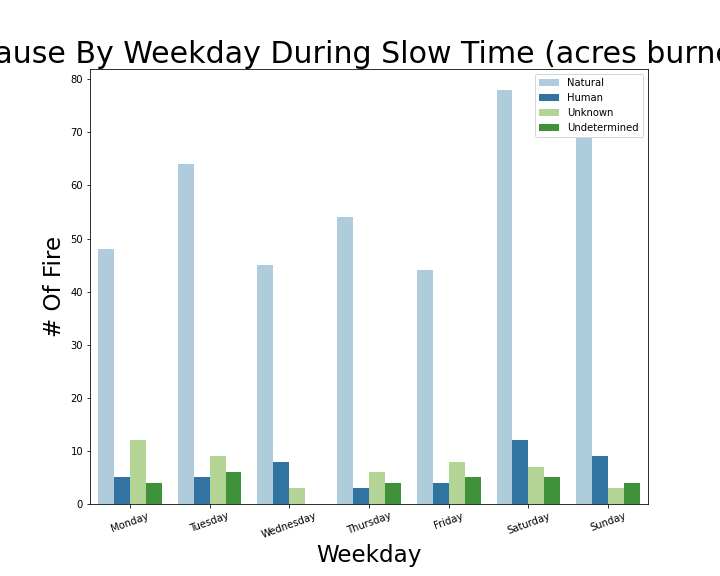 ause By Weekday During Slow Time (acres burne
80
70
60
50
40
30
20
10
0
# Of Fire
Natural
Human
Unknown
Undetermined
Monday
Tuesday
Wednesday
Thursday
Friday
Saturday
Sunday
Weekday